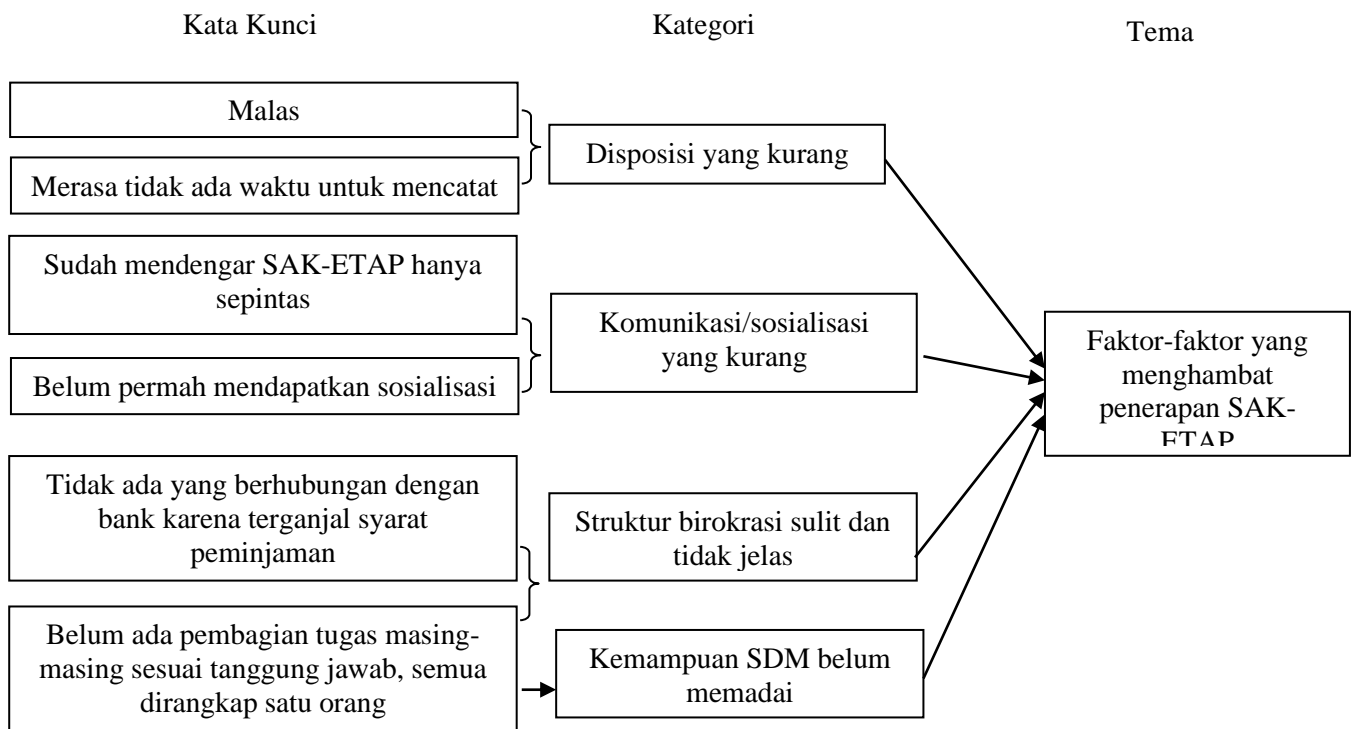 Kata Kunci
Kategori
Tema
Malas
Merasa tidak ada waktu untuk mencatat
Disposisi yang kurang
Sudah mendengar SAK-ETAP hanya
sepintas
Belum permah mendapatkan sosialisasi
Komunikasi/sosialisasi
yang kurang
Tidak ada yang berhubungan dengan
bank karena terganjal syarat
peminjaman
Struktur birokrasi sulit dan
tidak jelas
Belum ada pembagian tugas masing-
masing sesuai tanggung jawab, semua
dirangkap satu orang
Kemampuan SDM belum
memadai
Faktor-faktor yang
menghambat
penerapan SAK-
ETAP